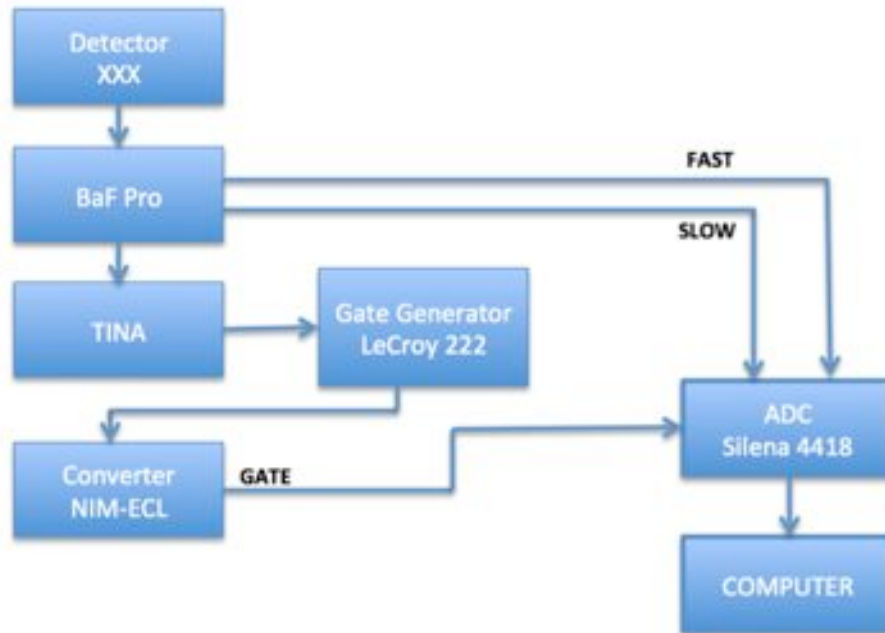 Detector
XXX
BaF Pro
FAST
SLOW
TINA
Gate Generator
LeCroy 222
ADC
Silena 4418
Converter
NIM-ECL
GATE
COMPUTER